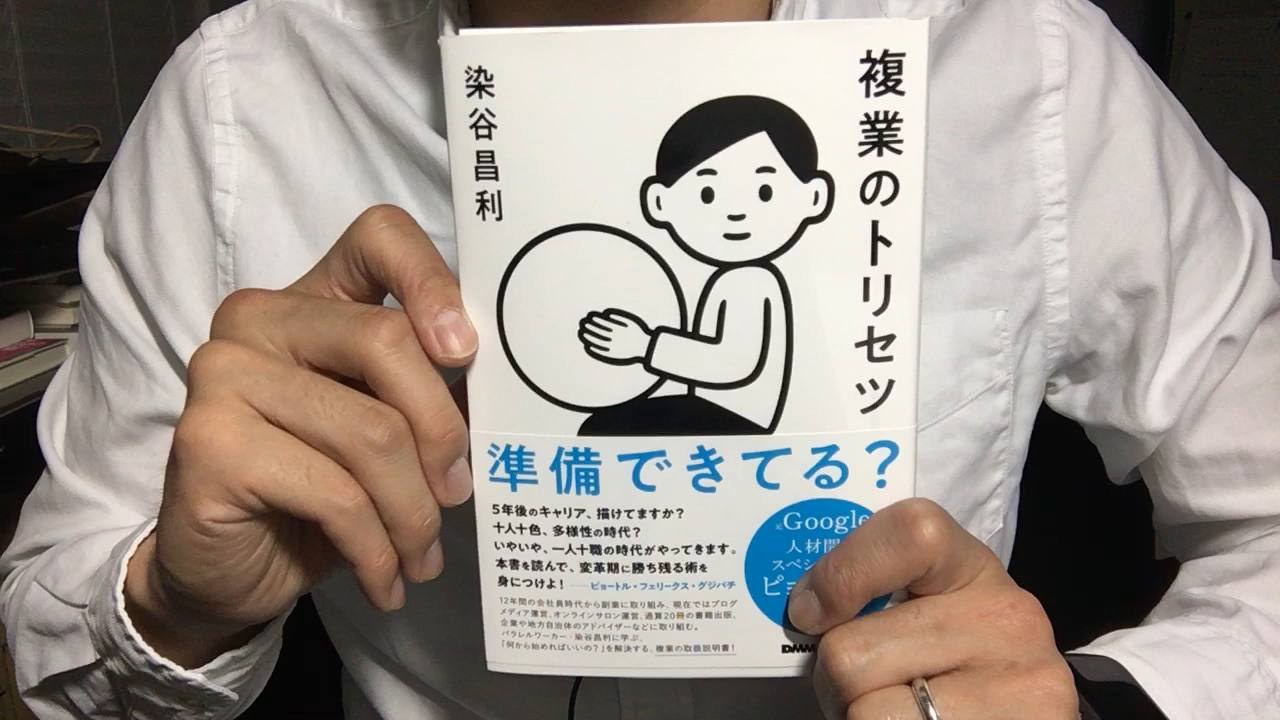 複業のトリセツ
染谷昌利
準備できてる？
5年後のキャリア、描けてますか？
十人十色、多様性の時代？
いやいや、一人十職の時代がやってきます。
本書を読んで、変革期に勝ち残る術を
身につけよ！ ――ピョートル・フェリークス・グジバチ
12年間の会社員時代から副業に取り組み、現在ではブログ
メディア運営、オンラインサロン運営、通算20冊の書籍出版、
企業や地方自治体のアドバイザーなどに取り組む。
パラレルワーカー・染谷昌利に学ぶ、
「何から始めればいいの？」を解決する、複業の取扱説明書！
元Google
人材開
スペシ
ピョ
DMM